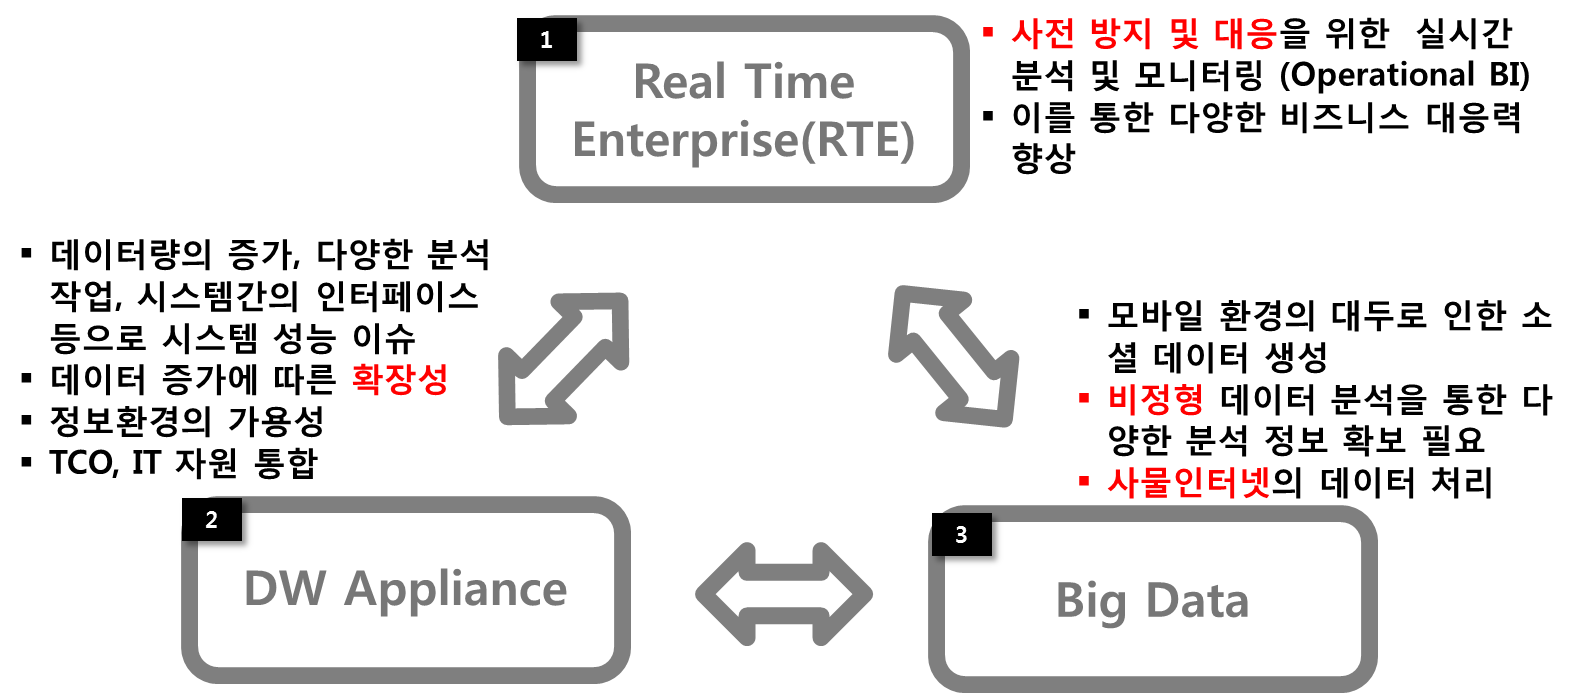 1
Real Time
Enterprise(RTE)
▪ 사전 방지 및 대응을 위한 실시간
분석 및 모니터링 (Operational BI)
▪ 이를 통한 다양한 비즈니스 대응력
향상
▪ 데이터량의 증가, 다양한 분석
작업, 시스템간의 인터페이스
등으로 시스템 성능 이슈
▪ 데이터 증가에 따른 확장성
▪ 정보환경의 가용성
▪ TCO, IT 자원 통합
▪ 모바일 환경의 대두로 인한 소
셜 데이터 생성
▪ 비정형 데이터 분석을 통한 다
양한 분석 정보 확보 필요
▪ 사물인터넷의 데이터 처리
2
DW Appliance
3
Big Data